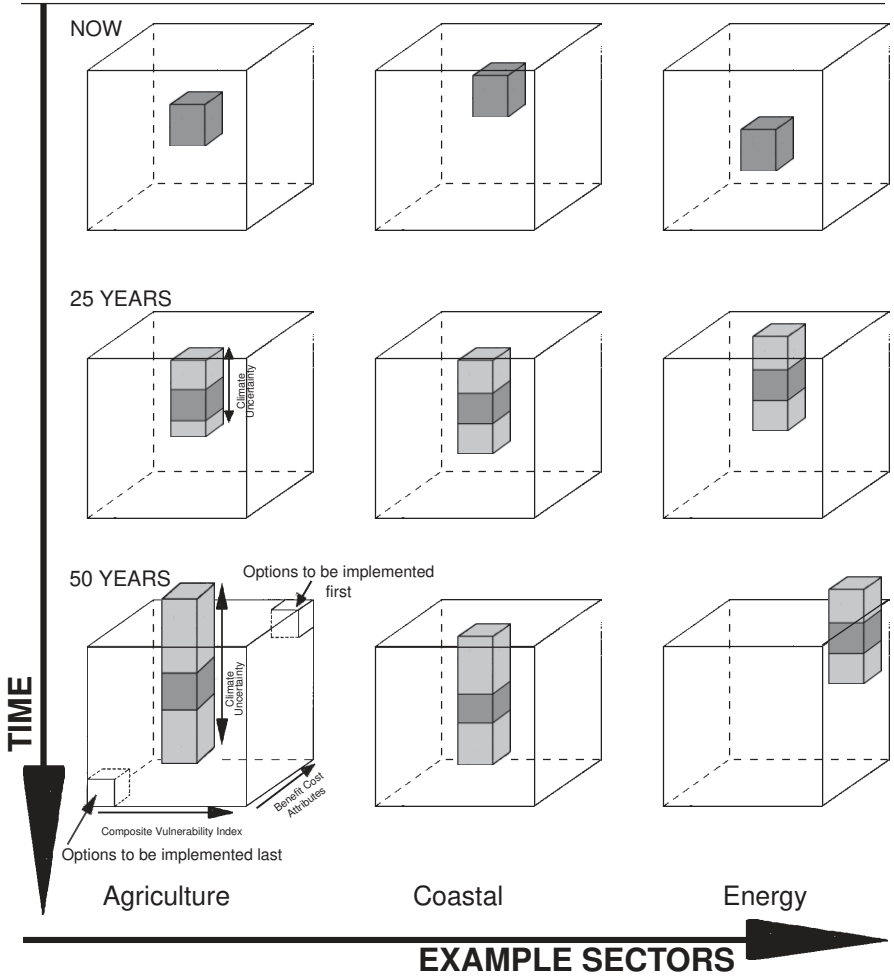 NOW
25 YEARS
Climate
Uncertainty
50 YEARS
Options to be implemented
first
Climate
Uncertainty
TIME
Benefit Cost
Attributes
Composite Vulnerability Index
Options to be implemented last
Agriculture
Coastal
Energy
EXAMPLE SECTORS